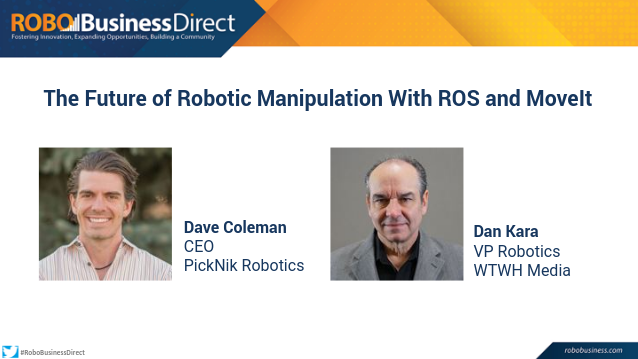 ROBOBusinessDirect
Fostering Innovation, Expanding Opportunities, Building a Community
The Future of Robotic Manipulation With ROS and MoveIt
Dave Coleman
CEO
PickNik Robotics
Dan Kara
VP Robotics
WTWH Media
#RoboBusinessDirect
robobusiness.com